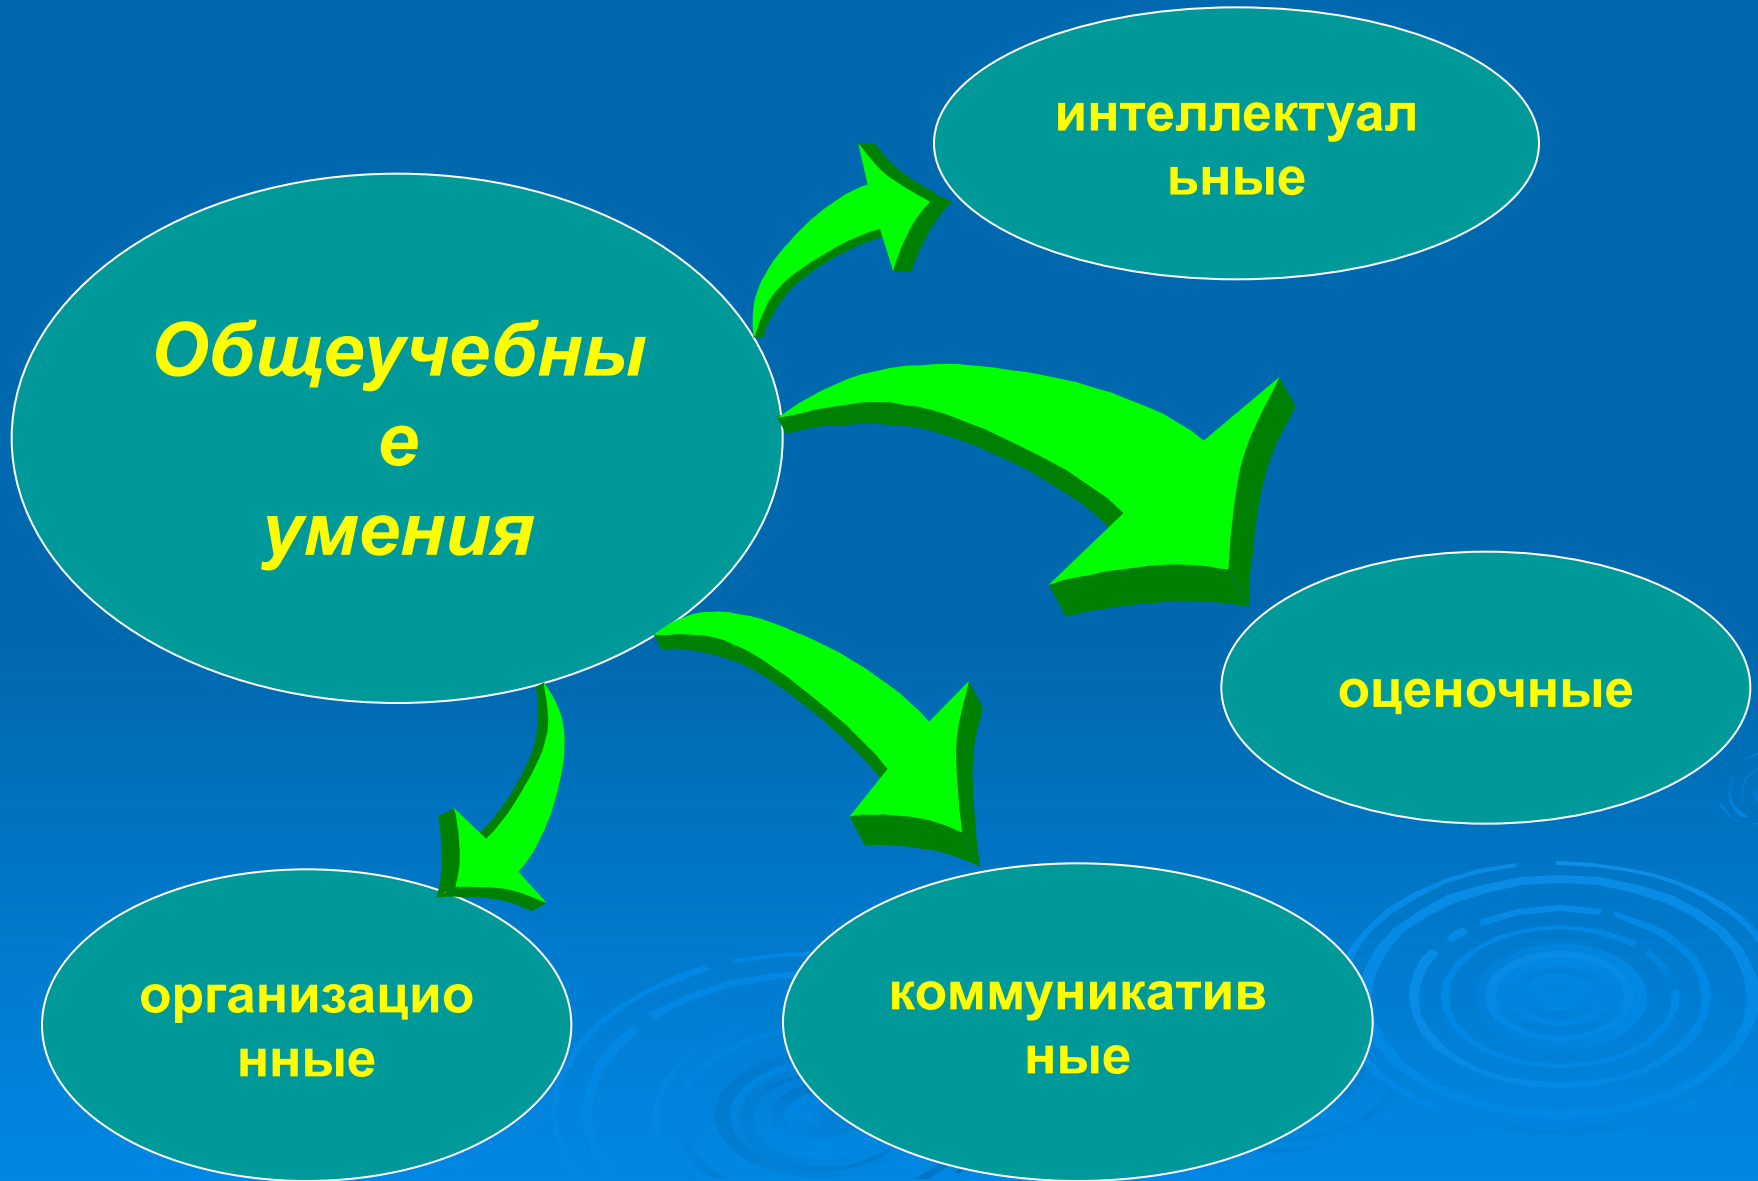 интеллектуал
ьные
Общеучебны
е
умения
оценочные
организацио
нные
коммуникатив
ные